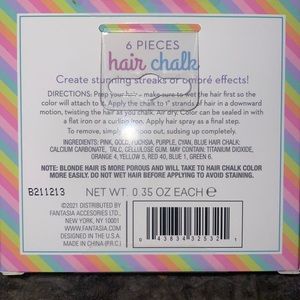 6 PIECES
hair chalk
Create stunning streaks or ombré effects!
DIRECTIONS: Prep your hair - make sure to wet the hair first so the
color will attach to it. Apply the chalk to 1" strands of hair in a downward
motion, twisting the hair as you chalk. Air dry. Color can be sealed in with
a flat iron or a curling iron. Apply hair spray as a final step.
To remove, simply shampoo out, sudsing up completely.
INGREDIENTS: PINK, GOLD, FUCHSIA, PURPLE, CYAN, BLUE HAIR CHALK.
CALCIUM CARBONATE, TALC, CELLULOSE GUM. MAY CONTAIN: TITANIUM DIOXIDE,
ORANGE 4, YELLOW 5, RED 40, BLUE 1, GREEN 6.
NOTE: BLONDE HAIR IS MORE POROUS AND WILL TAKE TO HAIR CHALK COLOR
MORE EASILY. DO NOT WET HAIR BEFORE APPLYING TO AVOID STAINING.
B211213
NET WT. 0.35 OZ EACH ℮
©2021 DISTRIBUTED BY
FANTASIA ACCESORIES LTD.
NEW YORK, NY 10001
WWW.FANTASIA.COM
DESIGNED IN THE U.S.A.
MADE IN CHINA (P.R.C.)